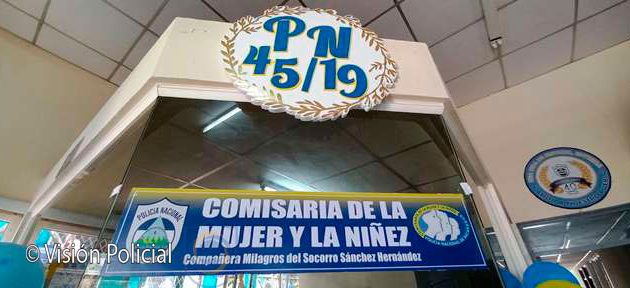 PN
45/19
POLICIA NACIONAL
COMISARIA DE LA
MUJER Y LA NIÑEZ
Compañera Milagros del Socorro Sánchez Hernández
40
© Visión Policial